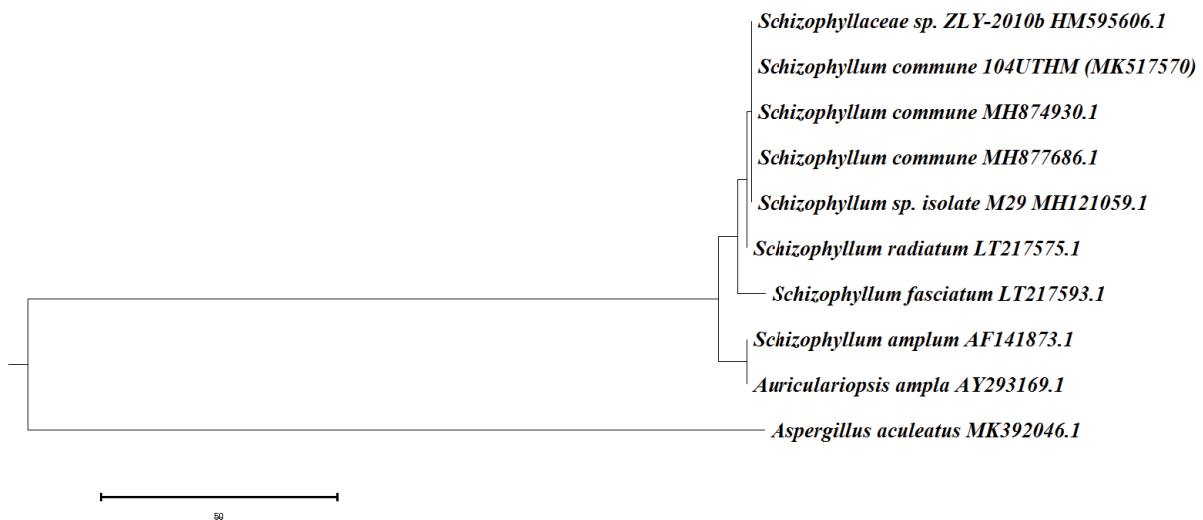 Schizophyllaceae sp. ZLY-2010b HM595606.1
Schizophyllum commune 104UTHM (MK517570)
Schizophyllum commune MH874930.1
Schizophyllum commune MH877686.1
Schizophyllum sp. isolate M29 MH121059.1
Schizophyllum radiatum LT217575.1
Schizophyllum fasciatum LT217593.1
Schizophyllum amplum AF141873.1
Auriculariopsis ampla AY293169.1
Aspergillus aculeatus MK392046.1
50